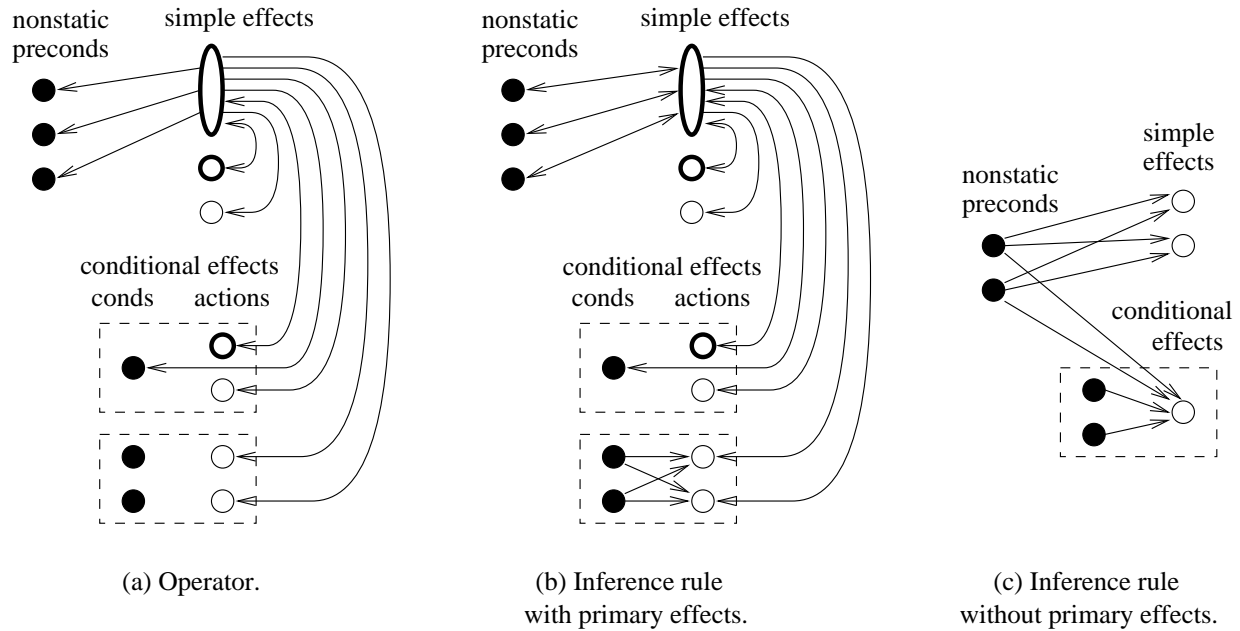 nonstatic
preconds
simple effects
conditional effects
conds
actions
(a) Operator.
nonstatic
preconds
simple effects
conditional effects
conds
actions
(b) Inference rule
with primary effects.
nonstatic
preconds
simple
effects
conditional
effects
(c) Inference rule
without primary effects.